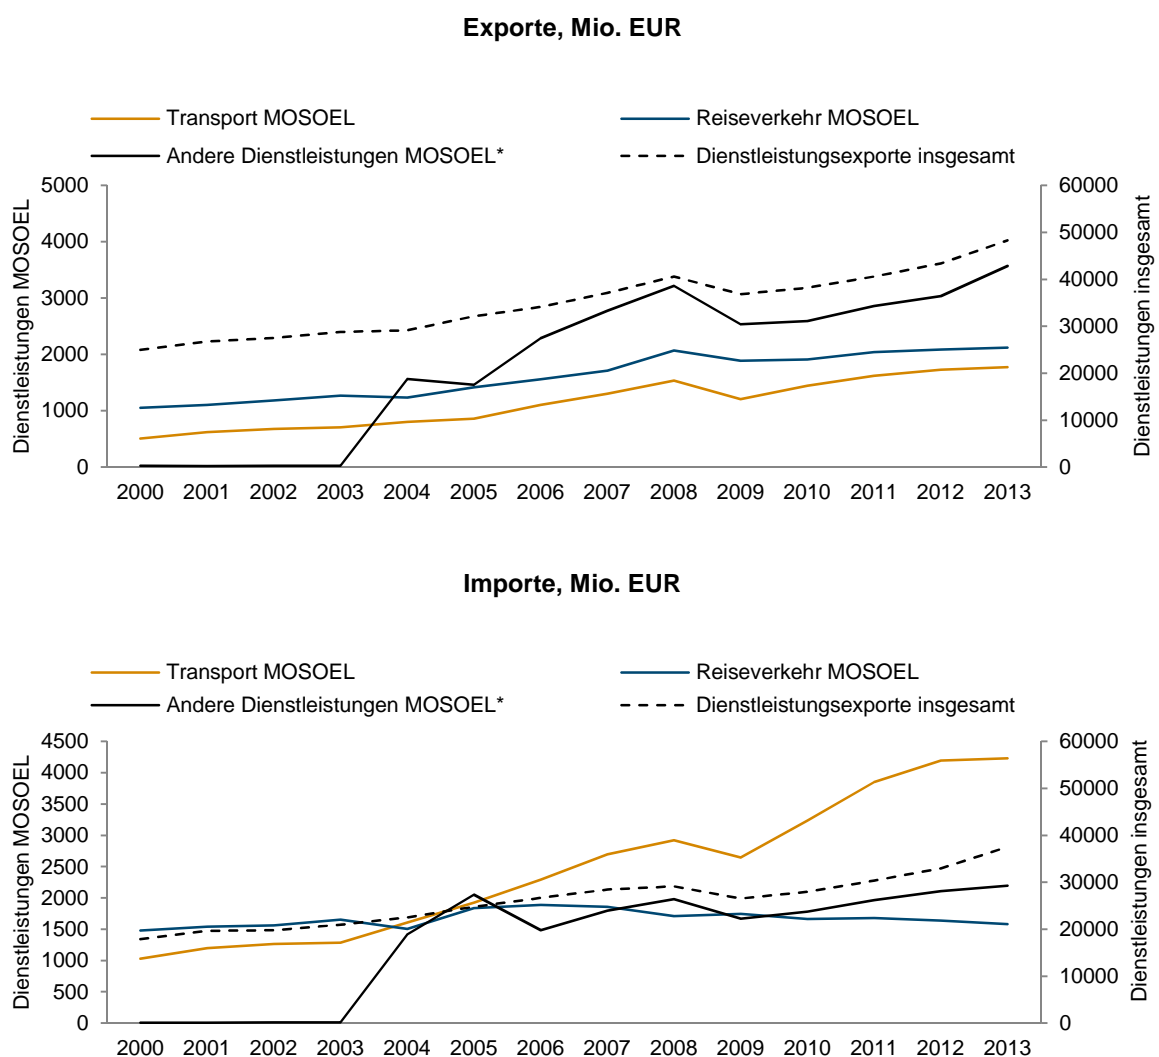 Exporte, Mio. EUR
Transport MOSOEL
Reiseverkehr MOSOEL
Andere Dienstleistungen MOSOEL*
Dienstleistungsexporte insgesamt
Dienstleistungen MOSOEL
5000
4000
3000
2000
1000
0
60000
50000
40000
30000
20000
10000
0
Dienstleistungen insgesamt
2000 2001 2002 2003 2004 2005 2006 2007 2008 2009 2010 2011 2012 2013
Importe, Mio. EUR
Transport MOSOEL
Reiseverkehr MOSOEL
Andere Dienstleistungen MOSOEL*
Dienstleistungsexporte insgesamt
Dienstleistungen MOSOEL
4500
4000
3500
3000
2500
2000
1500
1000
500
0
60000
50000
40000
30000
20000
10000
0
Dienstleistungen insgesamt
2000 2001 2002 2003 2004 2005 2006 2007 2008 2009 2010 2011 2012 2013